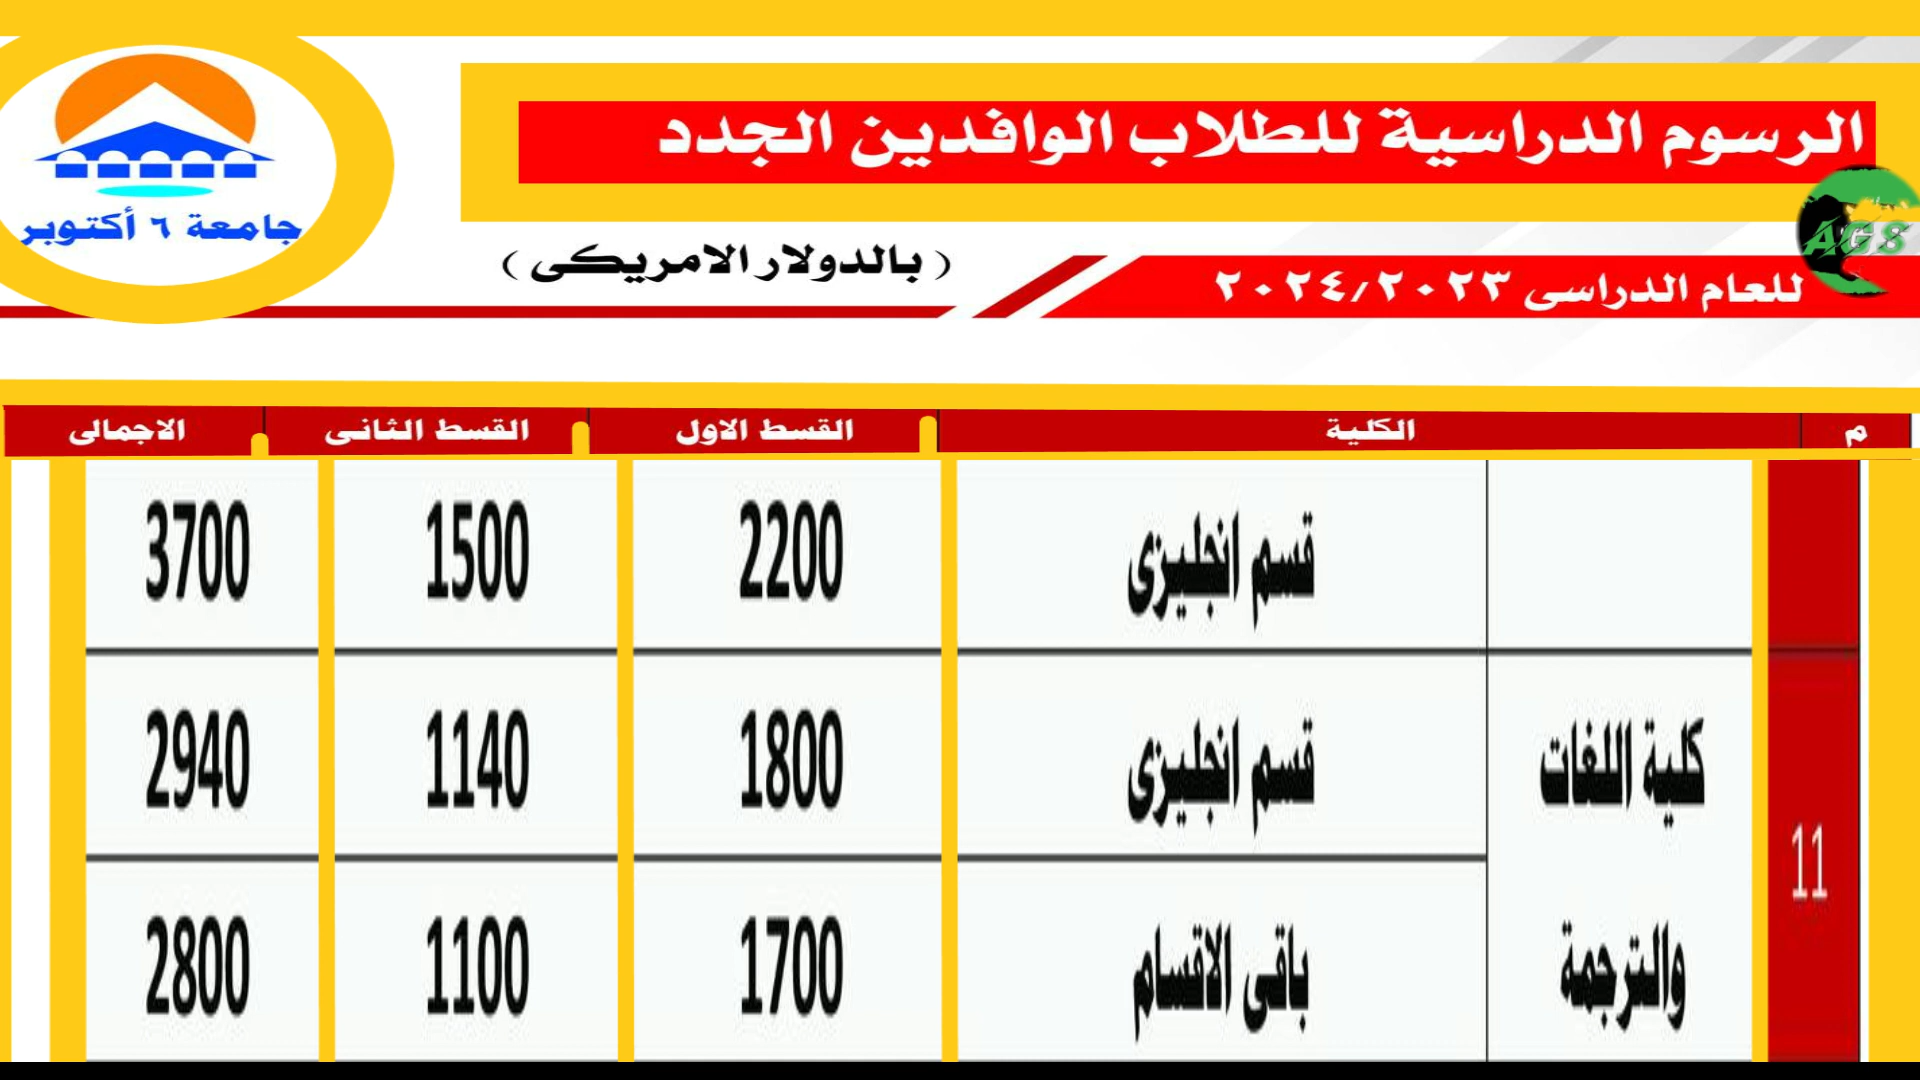 الرسوم الدراسية للطلاب الوافدين الجدد
جامعة ٦ أكتوبر
AGS
( بالدولار الامريكى )
للعام الدراسى ٢٠٢٤/٢٠٢٣
م الكلية القسط الاول القسط الثانى الاجمالى
قسم انجليزى 2200 1500 3700
كلية اللغات قسم انجليزى 1800 1140 2940
11
والترجمة باقى الاقسام 1700 1100 2800